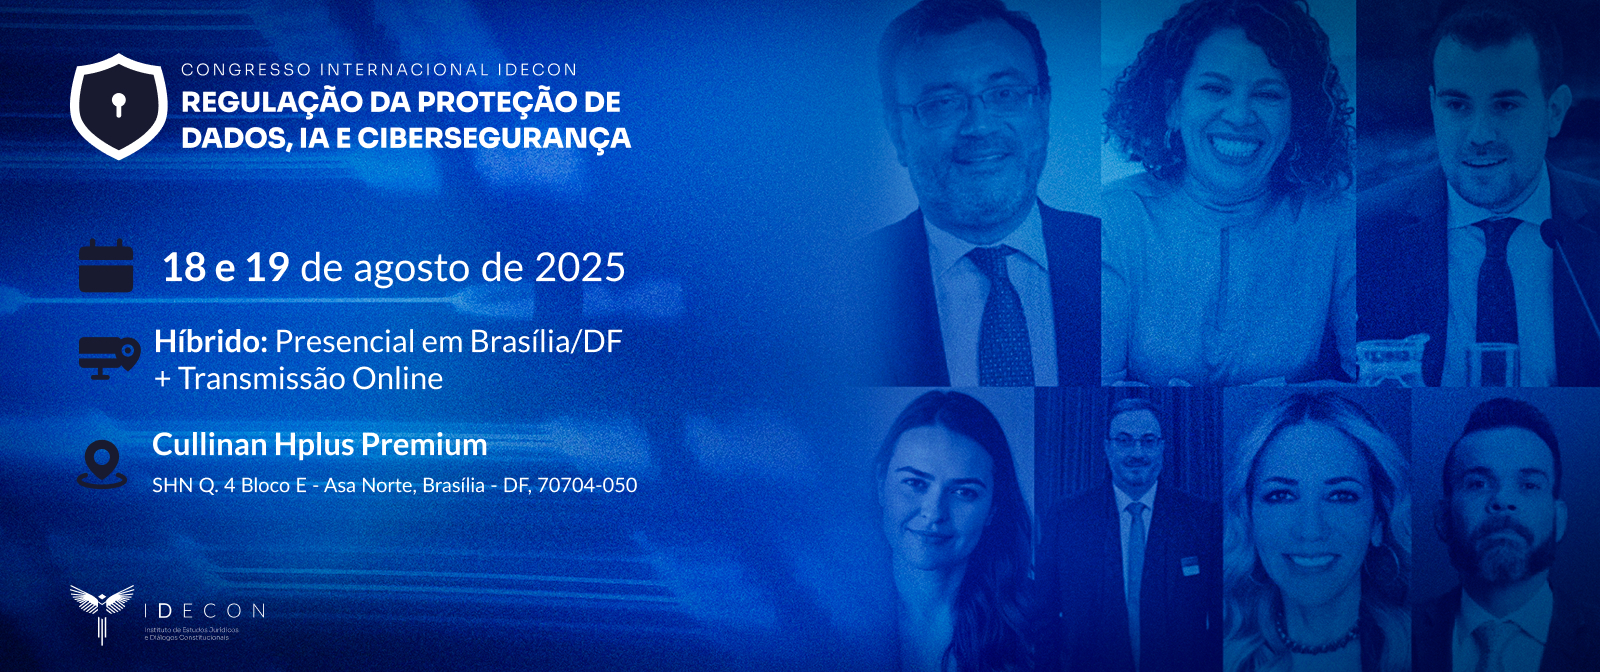 CONGRESSO INTERNACIONAL IDECON
REGULAÇÃO DA PROTEÇÃO DE
DADOS, IA E CIBERSEGURANÇA
18 e 19 de agosto de 2025
Híbrido: Presencial em Brasília/DF
+ Transmissão Online
Cullinan Hplus Premium
SHN Q. 4 Bloco E - Asa Norte, Brasília - DF, 70704-050
IDECON
Instituto de Estudos Jurídicos
e Diálogos Constitucionais